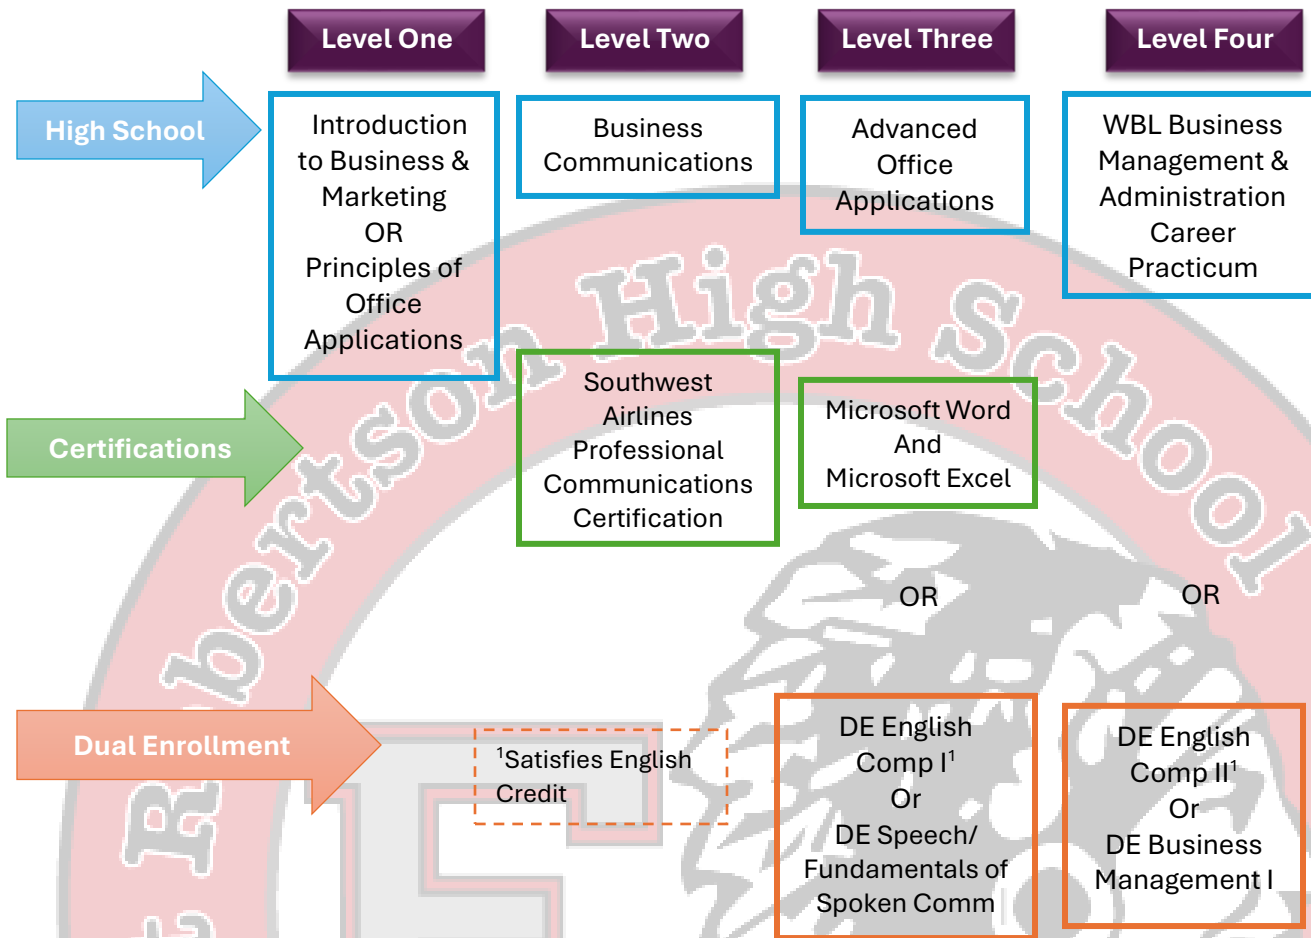 Level One
Level Two
Level Three
Level Four
High School
Introduction
to Business &
Marketing
OR
Principles of
Office
Applications
Business
Communications
Advanced
Office
Applications
WBL Business
Management &
Administration
Career
Practicum
Certifications
Southwest
Airlines
Professional
Communications
Certification
Microsoft Word
And
Microsoft Excel
OR
OR
Dual Enrollment
¹Satisfies English
Credit
DE English
Comp I¹
Or
DE Speech/
Fundamentals of
Spoken Comm
DE English
Comp II¹
Or
DE Business
Management I
Robertson High School